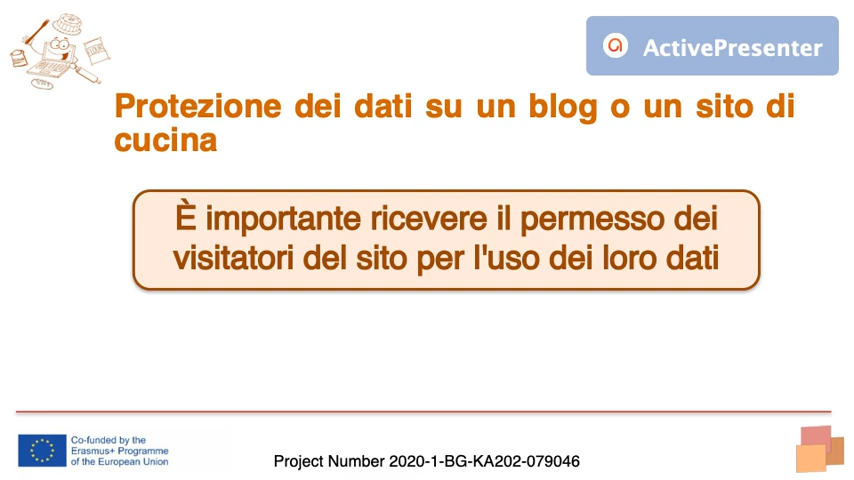 ActivePresenter
Protezione dei dati su un blog o un sito di
cucina
È importante ricevere il permesso dei
visitatori del sito per l'uso dei loro dati
Co-funded by the
Erasmus+ Programme
of the European Union
Project Number 2020-1-BG-KA202-079046